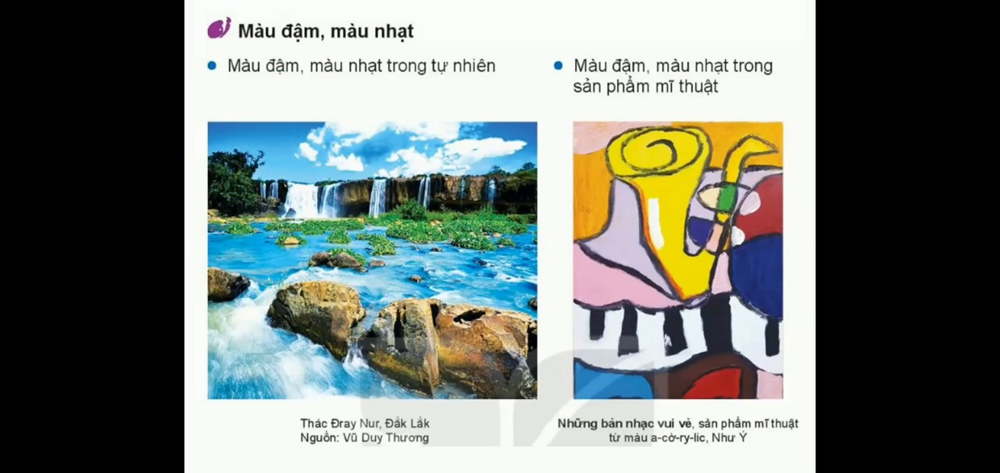 Màu đậm, màu nhạt
Màu đậm, màu nhạt trong tự nhiên
Màu đậm, màu nhạt trong
sản phẩm mĩ thuật
Thác Đray Nur, Đắk Lắk
Nguồn: Vũ Duy Thương
Những bản nhạc vui vẻ, sản phẩm mĩ thuật
từ màu a-cờ-ry-lic, Như Ý